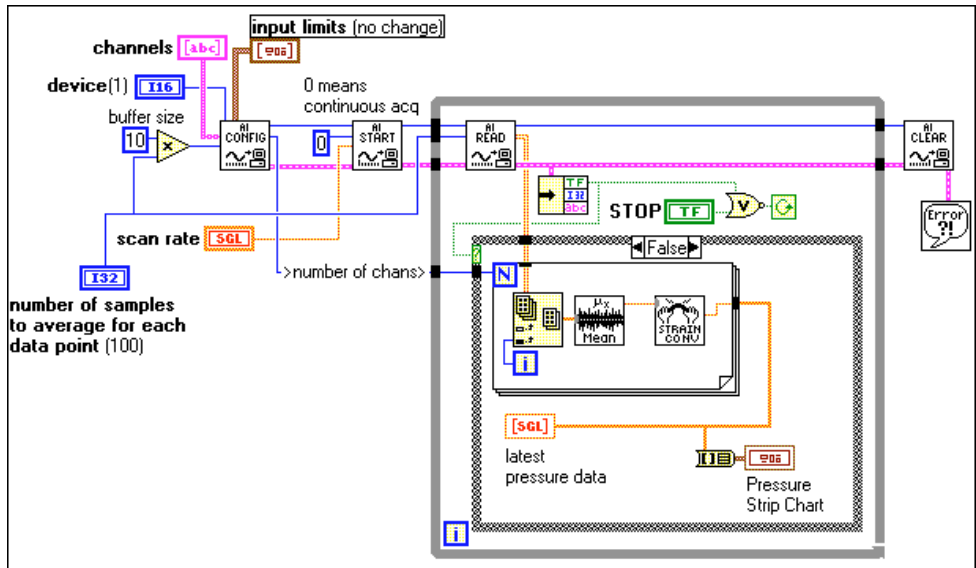 input limits (no change)
channels
[abc]
device(1)
I16
buffer size
10
x
0 means
continuous acq
0
AI
CONFIG
AI
START
AI
READ
AI
CLEAR
TF
I32
abc
STOP
TF
V
Error
?!
scan rate
SGL
>number of chans>
I32
number of samples
to average for each
data point (100)
?
False
N
i
μx
Mean
STRAIN
CONV
[SGL]
latest
pressure data
Pressure
Strip Chart
i